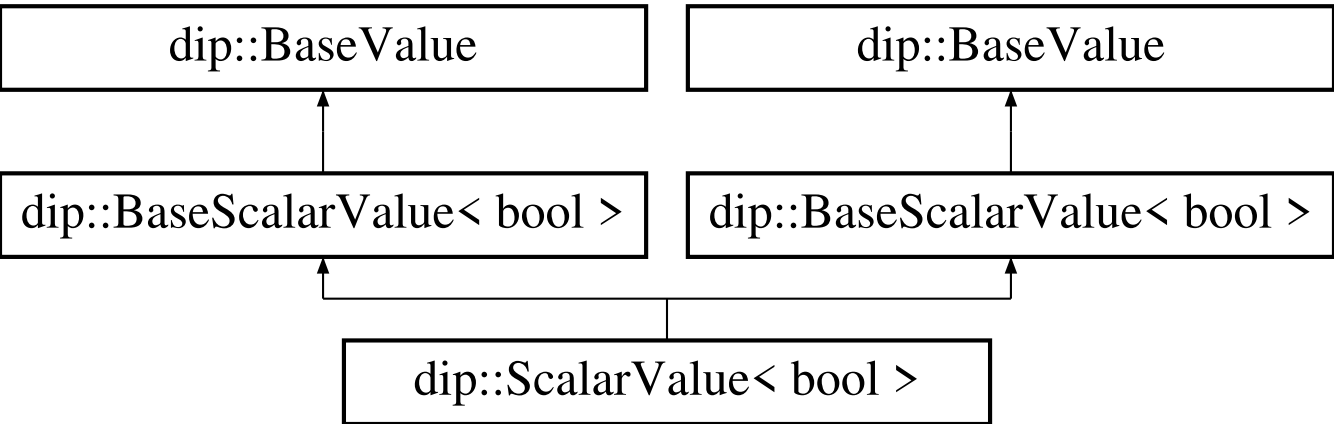 dip::BaseValue
dip::BaseValue
dip::BaseScalarValue< bool >
dip::BaseScalarValue< bool >
dip::ScalarValue< bool >